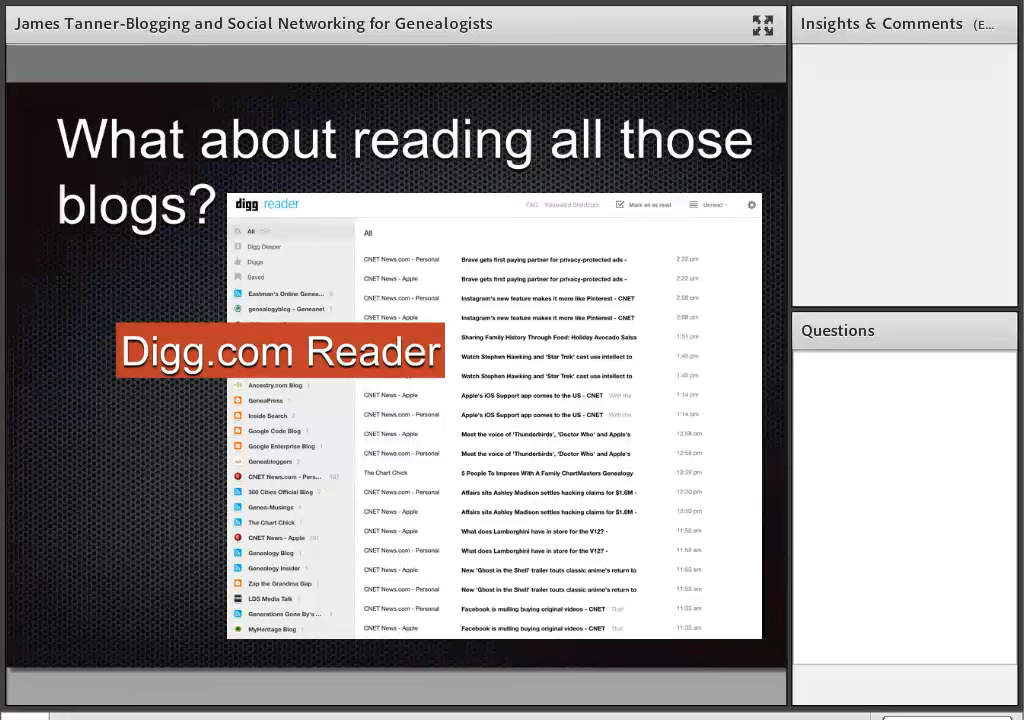 James Tanner-Blogging and Social Networking for Genealogists
Insights & Comments (E...
What about reading all those
blogs?
digg reader
FAQ · Keyboard Shortcuts
Mark all as read
Unread
All
Digg Deeper
Diggs
Saved
Eastman's Online Genea...
genealogyblog – Geneanet
Digg.com Reader
Ancestry.com Blog
GeneaPress
Inside Search
Google Code Blog
Google Enterprise Blog
Geneabloggers
CNET News.com - Pers...
360 Cities Official Blog
Genea-Musings
The Chart Chick
CNET News - Apple
Genealogy Blog
Genealogy Insider
Zap the Grandma Gap
LDS Media Talk
Generations Gone By's ...
MyHeritage Blog
All
CNET News.com - Personal Brave gets first paying partner for privacy-protected ads - 2:22 pm
CNET News - Apple Brave gets first paying partner for privacy-protected ads - 2:22 pm
CNET News.com - Personal Instagram's new feature makes it more like Pinterest - CNET 2:08 pm
CNET News - Apple Instagram's new feature makes it more like Pinterest - CNET 2:08 pm
Sharing Family History Through Food: Holiday Avocado Salsa 1:51 pm
Watch Stephen Hawking and 'Star Trek' cast use intellect to 1:45 pm
Watch Stephen Hawking and 'Star Trek' cast use intellect to 1:45 pm
CNET News - Apple Apple's iOS Support app comes to the US - CNET With the 1:14 pm
CNET News.com - Personal Apple's iOS Support app comes to the US - CNET With the 1:14 pm
CNET News - Apple Meet the voice of 'Thunderbirds', 'Doctor Who' and Apple's 12:58 pm
CNET News.com - Personal Meet the voice of 'Thunderbirds', 'Doctor Who' and Apple's 12:58 pm
The Chart Chick 5 People To Impress With A Family ChartMasters Genealogy 12:39 pm
CNET News.com - Personal Affairs site Ashley Madison settles hacking claims for $1.6M - 12:30 pm
CNET News - Apple Affairs site Ashley Madison settles hacking claims for $1.6M - 12:30 pm
CNET News - Apple What does Lamborghini have in store for the V12? - 11:55 am
CNET News.com - Personal What does Lamborghini have in store for the V12? - 11:55 am
CNET News - Apple New 'Ghost in the Shell' trailer touts classic anime's return to 11:53 am
CNET News.com - Personal New 'Ghost in the Shell' trailer touts classic anime's return to 11:53 am
CNET News.com - Personal Facebook is mulling buying original videos - CNET That 11:33 am
CNET News - Apple Facebook is mulling buying original videos - CNET That 11:33 am
Questions